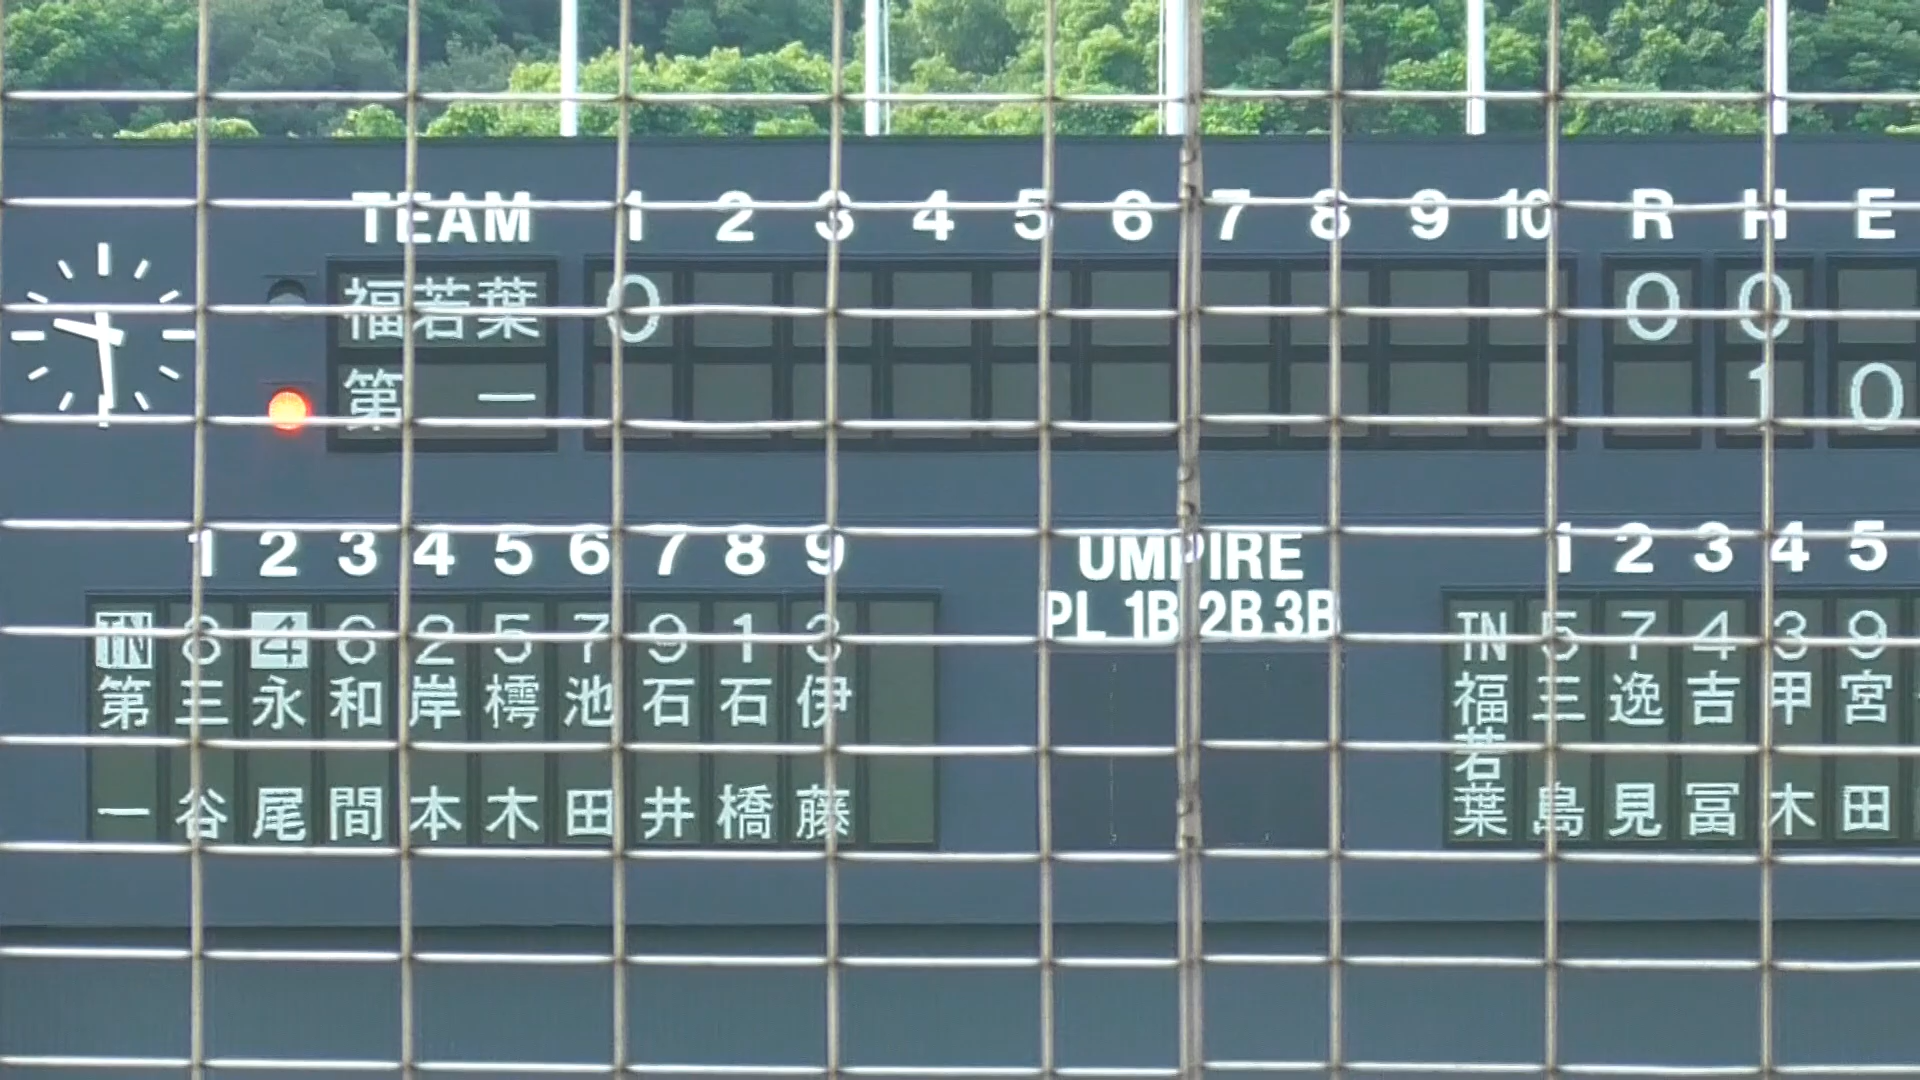 TEAM 1 2 3 4 5 6 7 8 9 10 R H E
福若葉 0 0 0
第一 1 0
1 2 3 4 5 6 7 8 9
TN 8 4 6 2 5 7 9 1 3
第一 三谷 永尾 和間 岸本 樗木 池田 石井 石橋 伊藤
UMPIRE
PL 1B 2B 3B
1 2 3 4 5
TN 5 7 4 3 9
福若葉 三島 逸見 吉冨 甲木 宮田